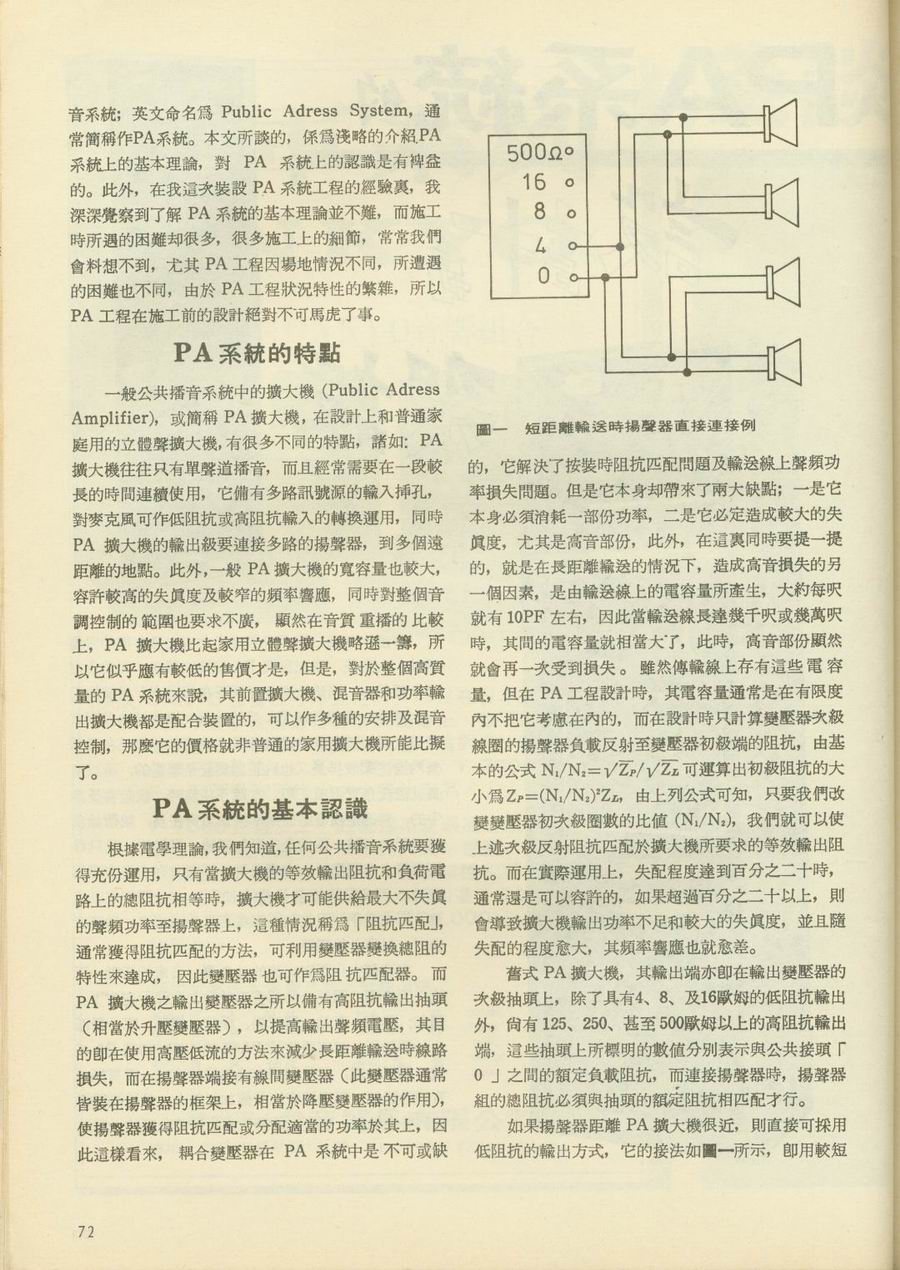 音系統；英文命名爲 Public Adress System，通
常簡稱作PA系統。本文所談的，係爲淺略的介紹PA
系統上的基本理論，對 PA 系統上的認識是有裨益
的。此外，在我這次裝設 PA 系統工程的經驗裏，我
深深覺察到了解 PA 系統的基本理論並不難，而施工
時所遇的困難却很多，很多施工上的細節，常常我們
會料想不到，尤其 PA 工程因場地情況不同，所遭遇
的困難也不同，由於 PA 工程狀況特性的繁雜，所以
PA 工程在施工前的設計絕對不可馬虎了事。
PA系統的特點
一般公共播音系統中的擴大機 (Public Adress
Amplifier)，或簡稱 PA 擴大機，在設計上和普通家
庭用的立體聲擴大機，有很多不同的特點，諸如：PA
擴大機往往只有單聲道播音，而且經常需要在一段較
長的時間連續使用，它備有多路訊號源的輸入挿孔，
對麥克風可作低阻抗或高阻抗輸入的轉換運用，同時
PA 擴大機的輸出級要連接多路的揚聲器，到多個遠
距離的地點。此外，一般 PA 擴大機的寬容量也較大，
容許較高的失眞度及較窄的頻率響應，同時對整個音
調控制的範圍也要求不廣，顯然在音質重播的比較
上，PA 擴大機比起家用立體聲擴大機略遜一籌，所
以它似乎應有較低的售價才是，但是，對於整個高質
量的 PA 系統來說，其前置擴大機、混音器和功率輸
出擴大機都是配合裝置的，可以作多種的安排及混音
控制，那麼它的價格就非普通的家用擴大機所能比擬
了。
PA系統的基本認識
根據電學理論，我們知道，任何公共播音系統要獲
得充份運用，只有當擴大機的等效輸出阻抗和負荷電
路上的總阻抗相等時，擴大機才可能供給最大不失眞
的聲頻功率至揚聲器上，這種情況稱爲「阻抗匹配」，
通常獲得阻抗匹配的方法，可利用變壓器變換總阻的
特性來達成，因此變壓器也可作爲阻抗匹配器。而
PA 擴大機之輸出變壓器之所以備有高阻抗輸出抽頭
（相當於升壓變壓器），以提高輸出聲頻電壓，其目
的卽在使用高壓低流的方法來減少長距離輸送時線路
損失，而在揚聲器端接有線間變壓器（此變壓器通常
皆裝在揚聲器的框架上，相當於降壓變壓器的作用），
使揚聲器獲得阻抗匹配或分配適當的功率於其上，因
此這樣看來，耦合變壓器在 PA 系統中是不可或缺
500Ω
16
8
4
0
圖一 短距離輸送時揚聲器直接連接例
的，它解決了按裝時阻抗匹配問題及輸送線上聲頻功
率損失問題。但是它本身却帶來了兩大缺點；一是它
本身必須消耗一部份功率，二是它必定造成較大的失
眞度，尤其是高音部份，此外，在這裏同時要提一提
的，就是在長距離輸送的情況下，造成高音損失的另
一個因素，是由輸送線上的電容量所產生，大約每呎
就有 10PF 左右，因此當輸送線長達幾千呎或幾萬呎
時，其間的電容量就相當大了，此時，高音部份顯然
就會再一次受到損失。雖然傳輸線上存有這些電容
量，但在 PA 工程設計時，其電容量通常是在有限度
內不把它考慮在內的，而在設計時只計算變壓器次級
線圈的揚聲器負載反射至變壓器初級端的阻抗，由基
本的公式 N₁/N₂=√Zₚ/√Z_L 可運算出初級阻抗的大
小爲 Zₚ=(N₁/N₂)²Z_L，由上列公式可知，只要我們改
變變壓器初次級圈數的比値 (N₁/N₂)，我們就可以使
上述次級反射阻抗匹配於擴大機所要求的等效輸出阻
抗。而在實際運用上，失配程度達到百分之二十時，
通常還是可以容許的，如果超過百分之二十以上，則
會導致擴大機輸出功率不足和較大的失眞度，並且隨
失配的程度愈大，其頻率響應也就愈差。
舊式 PA 擴大機，其輸出端亦卽在輸出變壓器的
次級抽頭上，除了具有4、8、及16歐姆的低阻抗輸出
外，尙有 125、250、甚至 500歐姆以上的高阻抗輸出
端，這些抽頭上所標明的數値分別表示與公共接頭「
0 」之間的額定負載阻抗，而連接揚聲器時，揚聲器
組的總阻抗必須與抽頭的額定阻抗相匹配才行。
如果揚聲器距離 PA 擴大機很近，則直接可採用
低阻抗的輸出方式，它的接法如圖一所示，卽用較短
72